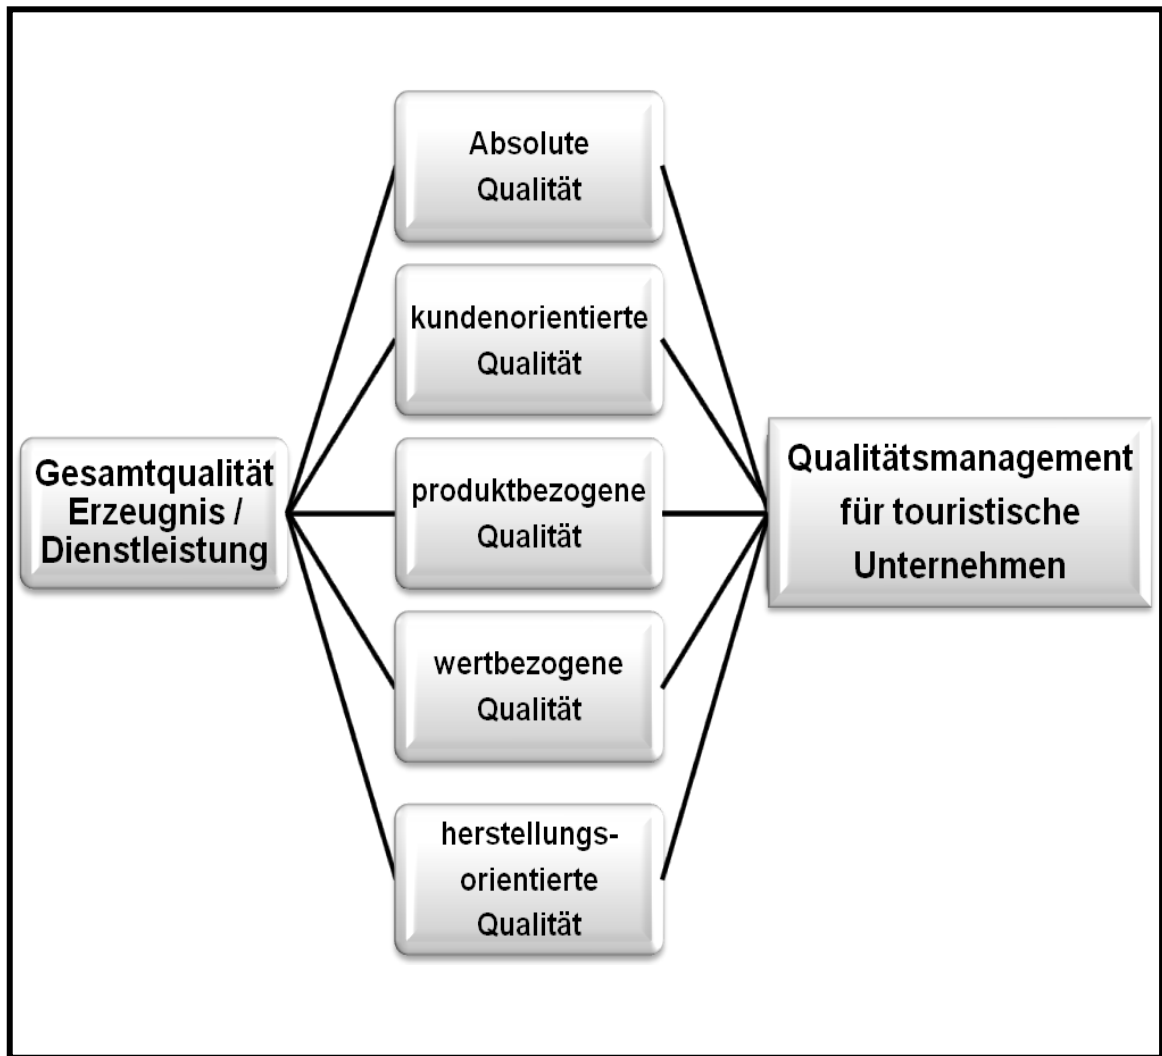 Absolute
Qualität
kundenorientierte
Qualität
Gesamtqualität
Erzeugnis /
Dienstleistung
produktbezogene
Qualität
Qualitätsmanagement
für touristische
Unternehmen
wertbezogene
Qualität
herstellungs-
orientierte
Qualität